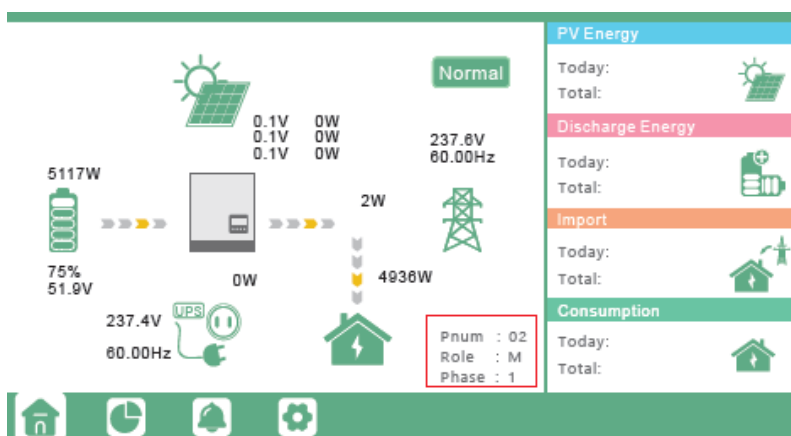 Normal
0.1V 0W
0.1V 0W
0.1V 0W
237.6V
60.00Hz
5117W
2W
75%
51.9V
0W
4936W
UPS
237.4V
60.00Hz
Pnum : 02
Role : M
Phase : 1
PV Energy
Today:
Total:
Discharge Energy
Today:
Total:
Import
Today:
Total:
Consumption
Today:
Total: